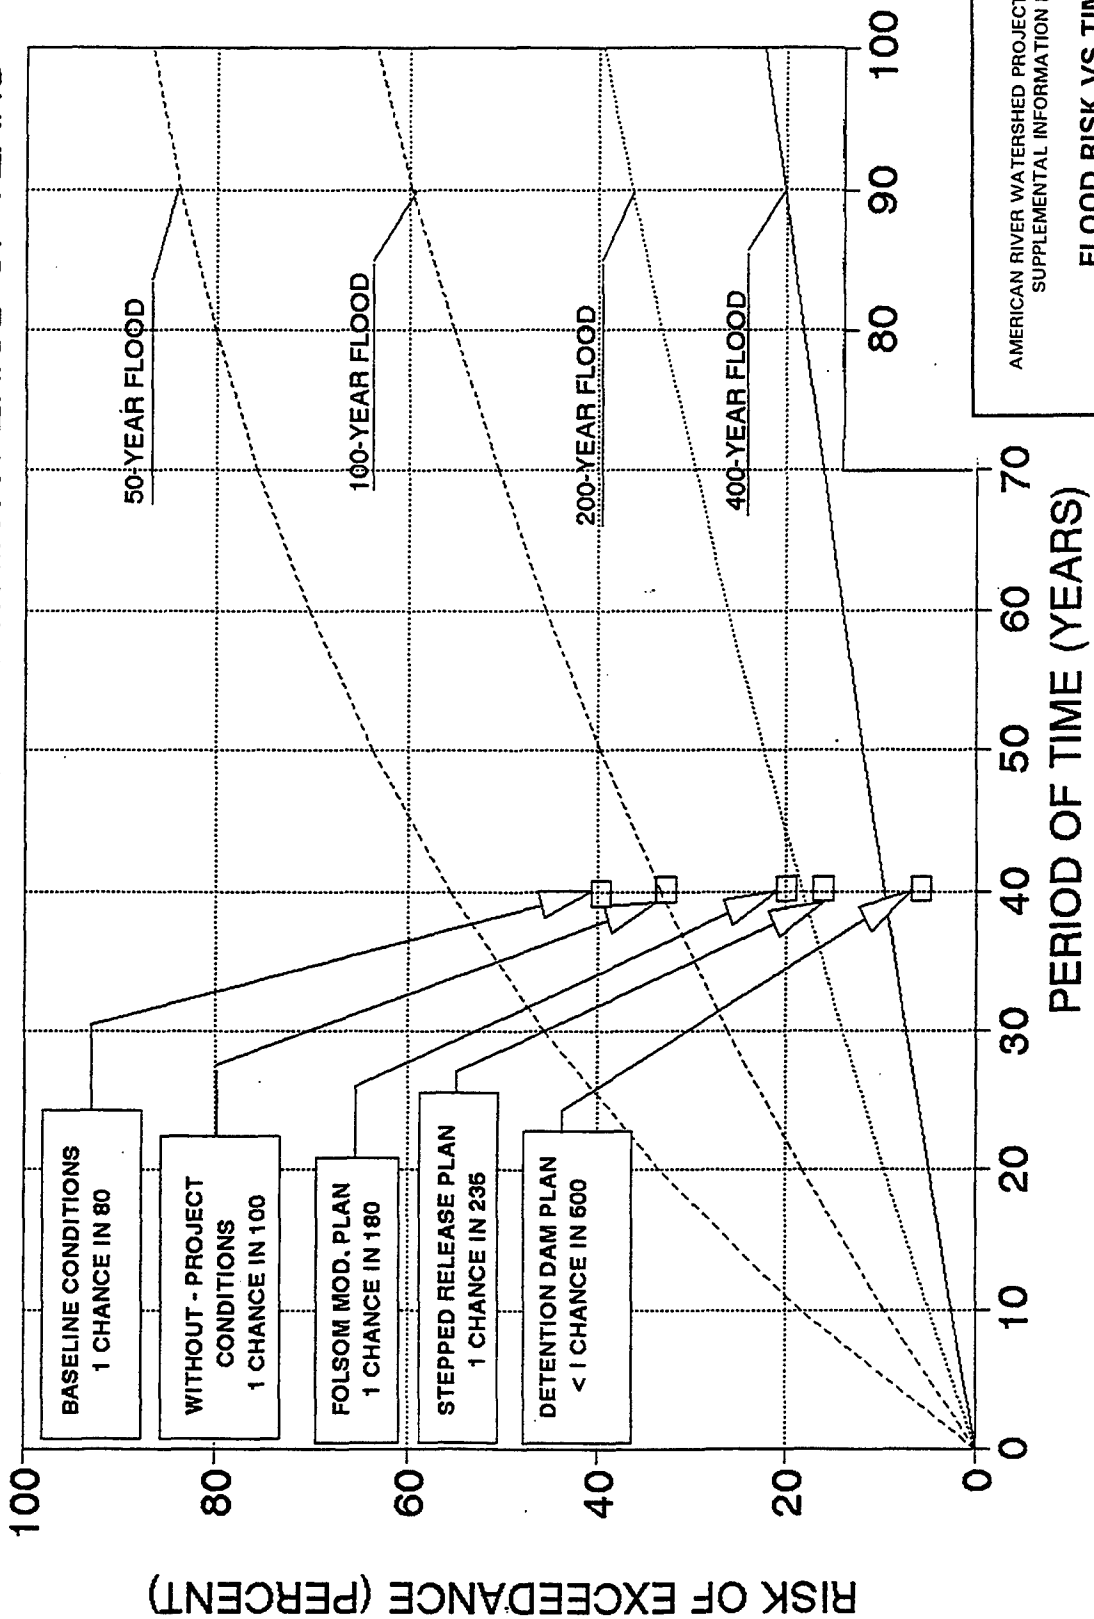 RISK OF EXCEEDANCE (PERCENT)
100
80
60
40
20
0
BASELINE CONDITIONS
1 CHANCE IN 80
WITHOUT - PROJECT
CONDITIONS
1 CHANCE IN 100
FOLSOM MOD. PLAN
1 CHANCE IN 180
STEPPED RELEASE PLAN
1 CHANCE IN 235
DETENTION DAM PLAN
< I CHANCE IN 500
50-YEAR FLOOD
100-YEAR FLOOD
200-YEAR FLOOD
400-YEAR FLOOD
0
10
20
30
40
50
60
70
80
90
100
PERIOD OF TIME (YEARS)
AMERICAN RIVER WATERSHED PROJECT
SUPPLEMENTAL INFORMATION
FLOOD RISK VS